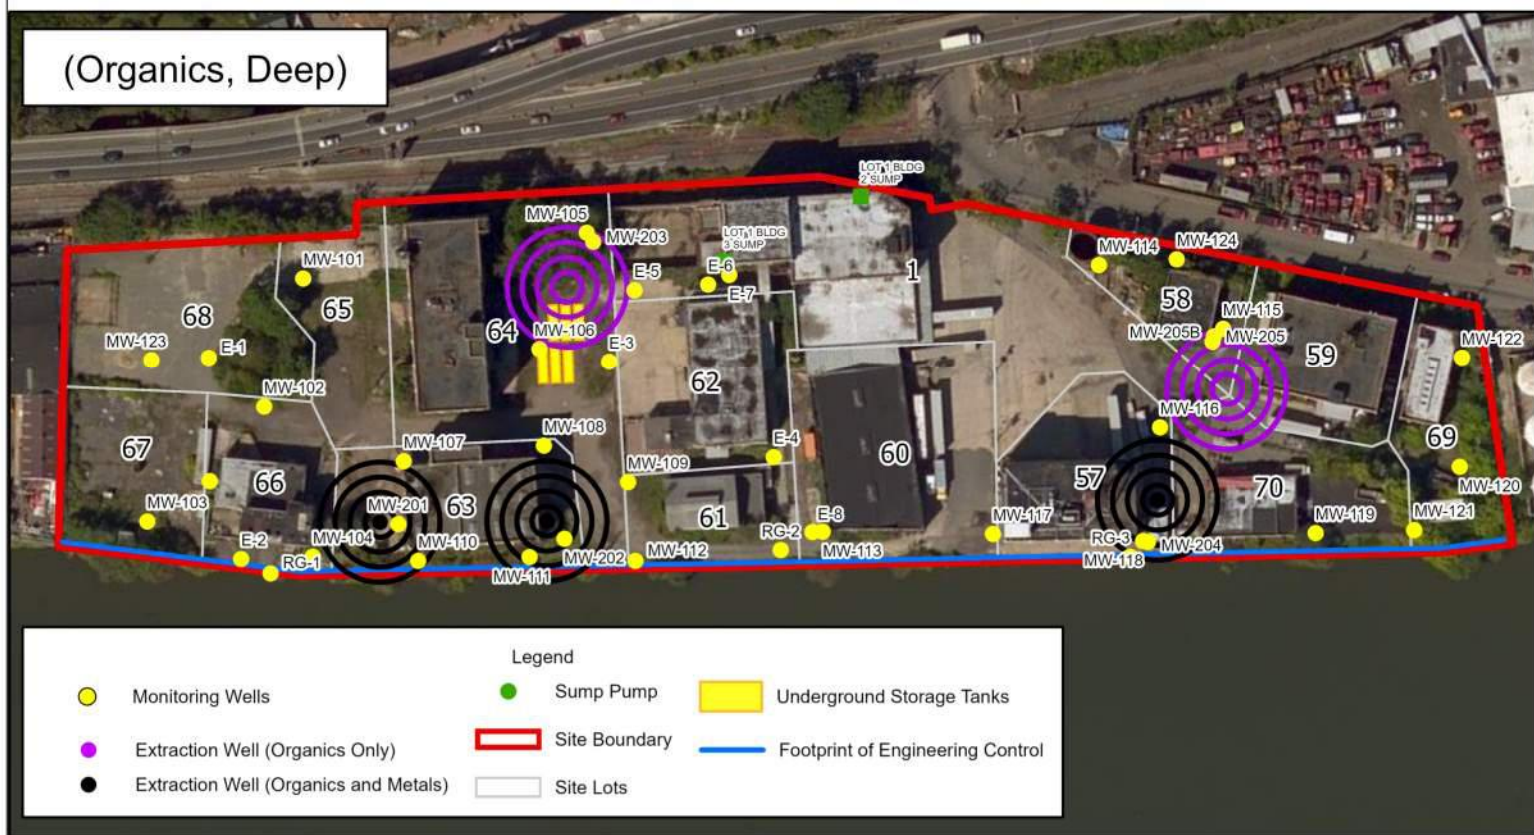 (Organics, Deep)
LOT 1 BLDG
2 SUMP
MW-105
MW-203
LOT 1 BLDG
3 SUMP
MW-114
MW-124
MW-101
E-5
E-6
E-7
1
58
68
65
MW-115
MW-123
E-1
64
MW-106
E-3
MW-205B
MW-205
59
MW-122
62
MW-102
MW-116
67
MW-107
MW-108
E-4
60
69
66
MW-109
57
70
MW-120
MW-103
MW-201
63
61
MW-121
E-2
MW-104
RG-1
MW-110
MW-111
MW-202
MW-112
RG-2
E-8
MW-113
MW-117
RG-3
MW-118
MW-204
MW-119
Legend
Monitoring Wells
Extraction Well (Organics Only)
Extraction Well (Organics and Metals)
Sump Pump
Site Boundary
Site Lots
Underground Storage Tanks
Footprint of Engineering Control